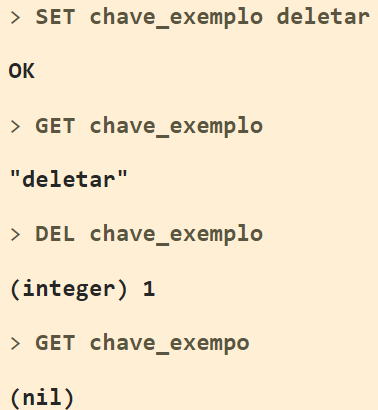 > SET chave_exemplo deletar
OK
> GET chave_exemplo
"deletar"
> DEL chave_exemplo
(integer) 1
> GET chave_exempo
(nil)